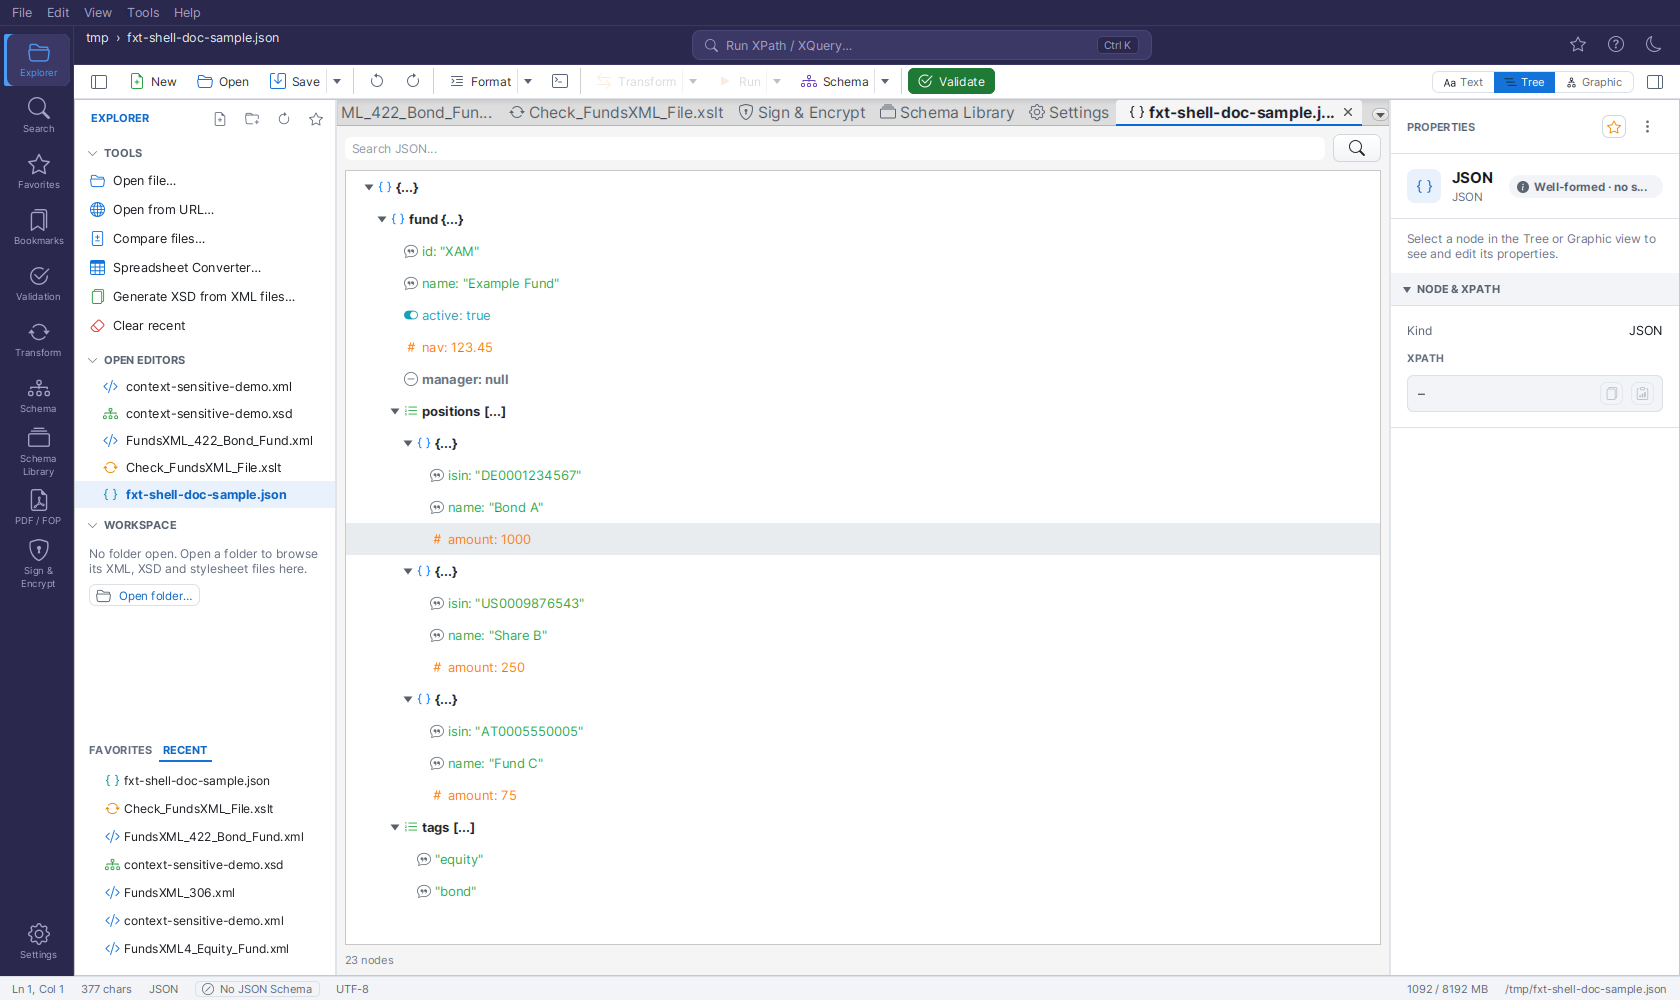 File Edit View Tools Help
tmp › fxt-shell-doc-sample.json
Run XPath / XQuery...
Ctrl K
New
Open
Save
Format
Transform
Run
Schema
Validate
Aa Text
Tree
Graphic
Explorer
Search
Favorites
Bookmarks
Validation
Transform
Schema
Schema
Library
PDF / FOP
Sign &
Encrypt
Settings
EXPLORER
TOOLS
Open file...
Open from URL...
Compare files...
Spreadsheet Converter...
Generate XSD from XML files...
Clear recent
OPEN EDITORS
context-sensitive-demo.xml
context-sensitive-demo.xsd
FundsXML_422_Bond_Fund.xml
Check_FundsXML_File.xslt
{ } fxt-shell-doc-sample.json
WORKSPACE
No folder open. Open a folder to browse
its XML, XSD and stylesheet files here.
Open folder...
FAVORITES RECENT
{ } fxt-shell-doc-sample.json
Check_FundsXML_File.xslt
FundsXML_422_Bond_Fund.xml
context-sensitive-demo.xsd
FundsXML_306.xml
context-sensitive-demo.xml
FundsXML4_Equity_Fund.xml
ML_422_Bond_Fun... Check_FundsXML_File.xslt Sign & Encrypt Schema Library Settings { } fxt-shell-doc-sample.j...
Search JSON...
{ } {...}
{ } fund {...}
id: "XAM"
name: "Example Fund"
active: true
# nav: 123.45
manager: null
positions [...]
{ } {...}
isin: "DE0001234567"
name: "Bond A"
# amount: 1000
{ } {...}
isin: "US0009876543"
name: "Share B"
# amount: 250
{ } {...}
isin: "AT0005550005"
name: "Fund C"
# amount: 75
tags [...]
"equity"
"bond"
23 nodes
PROPERTIES
{ } JSON
JSON
Well-formed · no s...
Select a node in the Tree or Graphic view to
see and edit its properties.
NODE & XPATH
Kind JSON
XPATH
–
Ln 1, Col 1 377 chars JSON No JSON Schema UTF-8
1092 / 8192 MB /tmp/fxt-shell-doc-sample.json